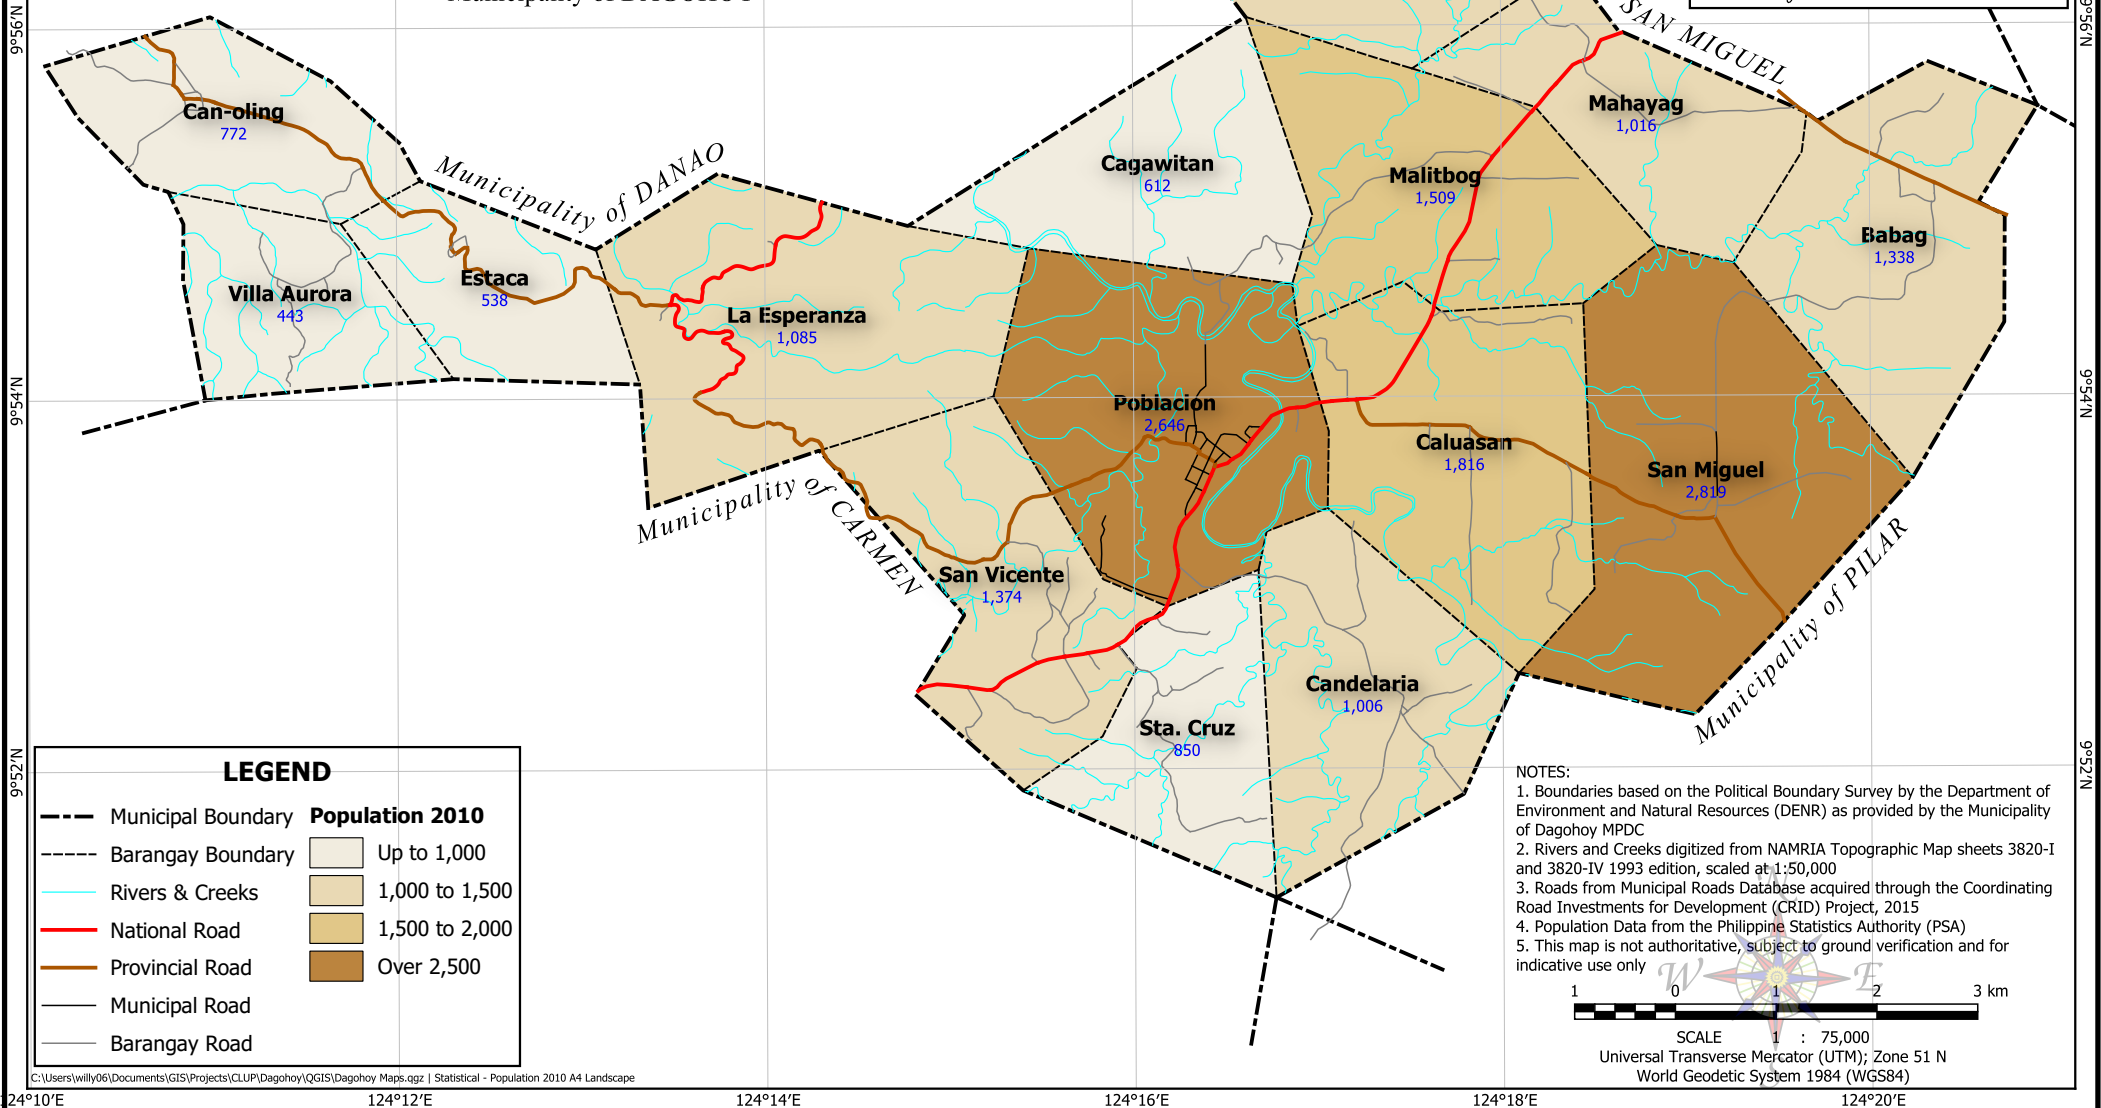 9°56′N
9°56′N
SAN MIGUEL
Can-oling
772
Mahayag
1,016
Municipality of DANAO
Cagawitan
612
Malitbog
1,509
Babag
1,338
Estaca
538
Villa Aurora
443
La Esperanza
1,085
9°54′N
9°54′N
Poblacion
2,646
Caluasan
1,816
San Miguel
2,819
Municipality of CARMEN
San Vicente
1,374
Municipality of PILAR
Candelaria
1,006
Sta. Cruz
850
9°52′N
9°52′N
LEGEND
Municipal Boundary
Barangay Boundary
Rivers & Creeks
National Road
Provincial Road
Municipal Road
Barangay Road
Population 2010
Up to 1,000
1,000 to 1,500
1,500 to 2,000
Over 2,500
NOTES:
1. Boundaries based on the Political Boundary Survey by the Department of
Environment and Natural Resources (DENR) as provided by the Municipality
of Dagohoy MPDC
2. Rivers and Creeks digitized from NAMRIA Topographic Map sheets 3820-I
and 3820-IV 1993 edition, scaled at 1:50,000
3. Roads from Municipal Roads Database acquired through the Coordinating
Road Investments for Development (CRID) Project, 2015
4. Population Data from the Philippine Statistics Authority (PSA)
5. This map is not authoritative, subject to ground verification and for
indicative use only
N
W
E
1 0 1 2 3 km
SCALE 1 : 75,000
Universal Transverse Mercator (UTM); Zone 51 N
World Geodetic System 1984 (WGS84)
C:\Users\willy06\Documents\GIS\Projects\CLUP\Dagohoy\QGIS\Dagohoy Maps.qgz | Statistical - Population 2010 A4 Landscape
124°10′E
124°12′E
124°14′E
124°16′E
124°18′E
124°20′E